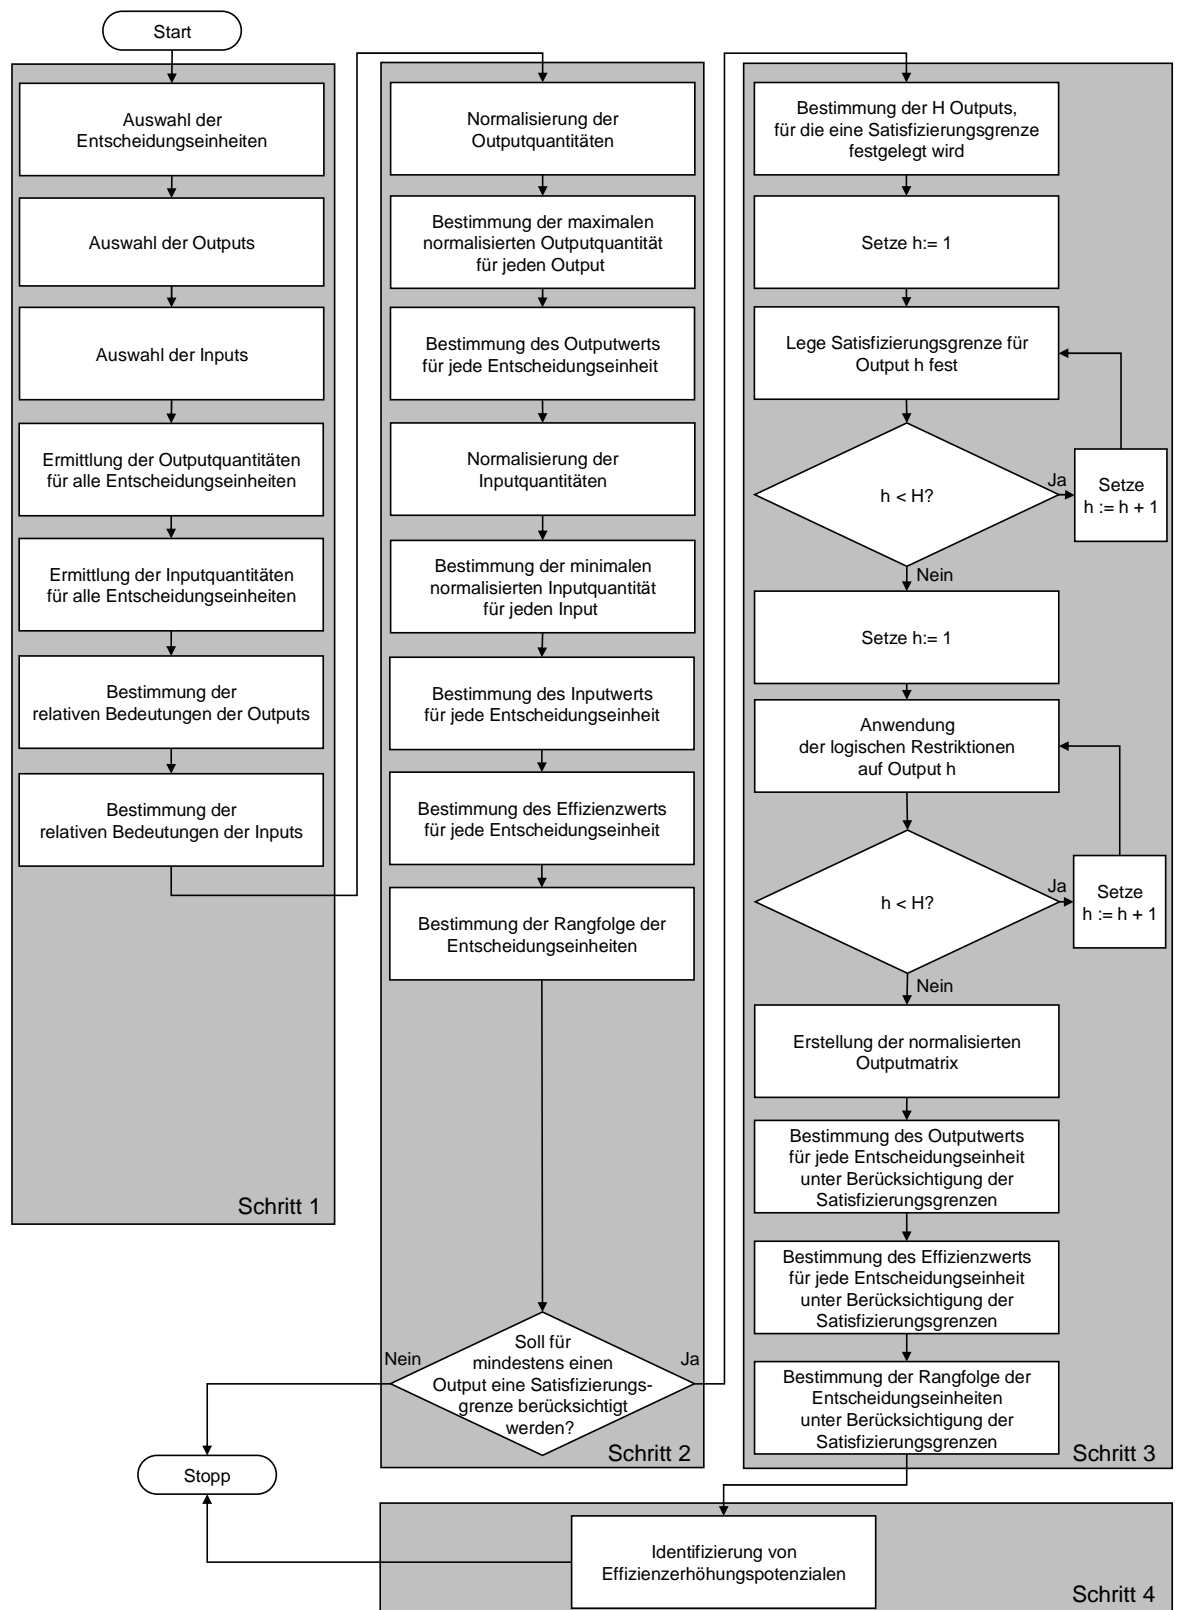 Start
Auswahl der
Entscheidungseinheiten
Auswahl der Outputs
Auswahl der Inputs
Ermittlung der Outputquantitäten
für alle Entscheidungseinheiten
Ermittlung der Inputquantitäten
für alle Entscheidungseinheiten
Bestimmung der
relativen Bedeutungen der Outputs
Bestimmung der
relativen Bedeutungen der Inputs
Schritt 1
Normalisierung der
Outputquantitäten
Bestimmung der maximalen
normalisierten Outputquantität
für jeden Output
Bestimmung des Outputwerts
für jede Entscheidungseinheit
Normalisierung der
Inputquantitäten
Bestimmung der minimalen
normalisierten Inputquantität
für jeden Input
Bestimmung des Inputwerts
für jede Entscheidungseinheit
Bestimmung des Effizienzwerts
für jede Entscheidungseinheit
Bestimmung der Rangfolge der
Entscheidungseinheiten
Soll für
mindestens einen
Output eine Satisfizierungs-
grenze berücksichtigt
werden?
Nein
Ja
Schritt 2
Stopp
Bestimmung der H Outputs,
für die eine Satisfizierungsgrenze
festgelegt wird
Setze h:= 1
Lege Satisfizierungsgrenze für
Output h fest
h < H?
Ja
Setze
h := h + 1
Nein
Setze h:= 1
Anwendung
der logischen Restriktionen
auf Output h
h < H?
Ja
Setze
h := h + 1
Nein
Erstellung der normalisierten
Outputmatrix
Bestimmung des Outputwerts
für jede Entscheidungseinheit
unter Berücksichtigung der
Satisfizierungsgrenzen
Bestimmung des Effizienzwerts
für jede Entscheidungseinheit
unter Berücksichtigung der
Satisfizierungsgrenzen
Bestimmung der Rangfolge der
Entscheidungseinheiten
unter Berücksichtigung der
Satisfizierungsgrenzen
Schritt 3
Identifizierung von
Effizienzerhöhungspotenzialen
Schritt 4